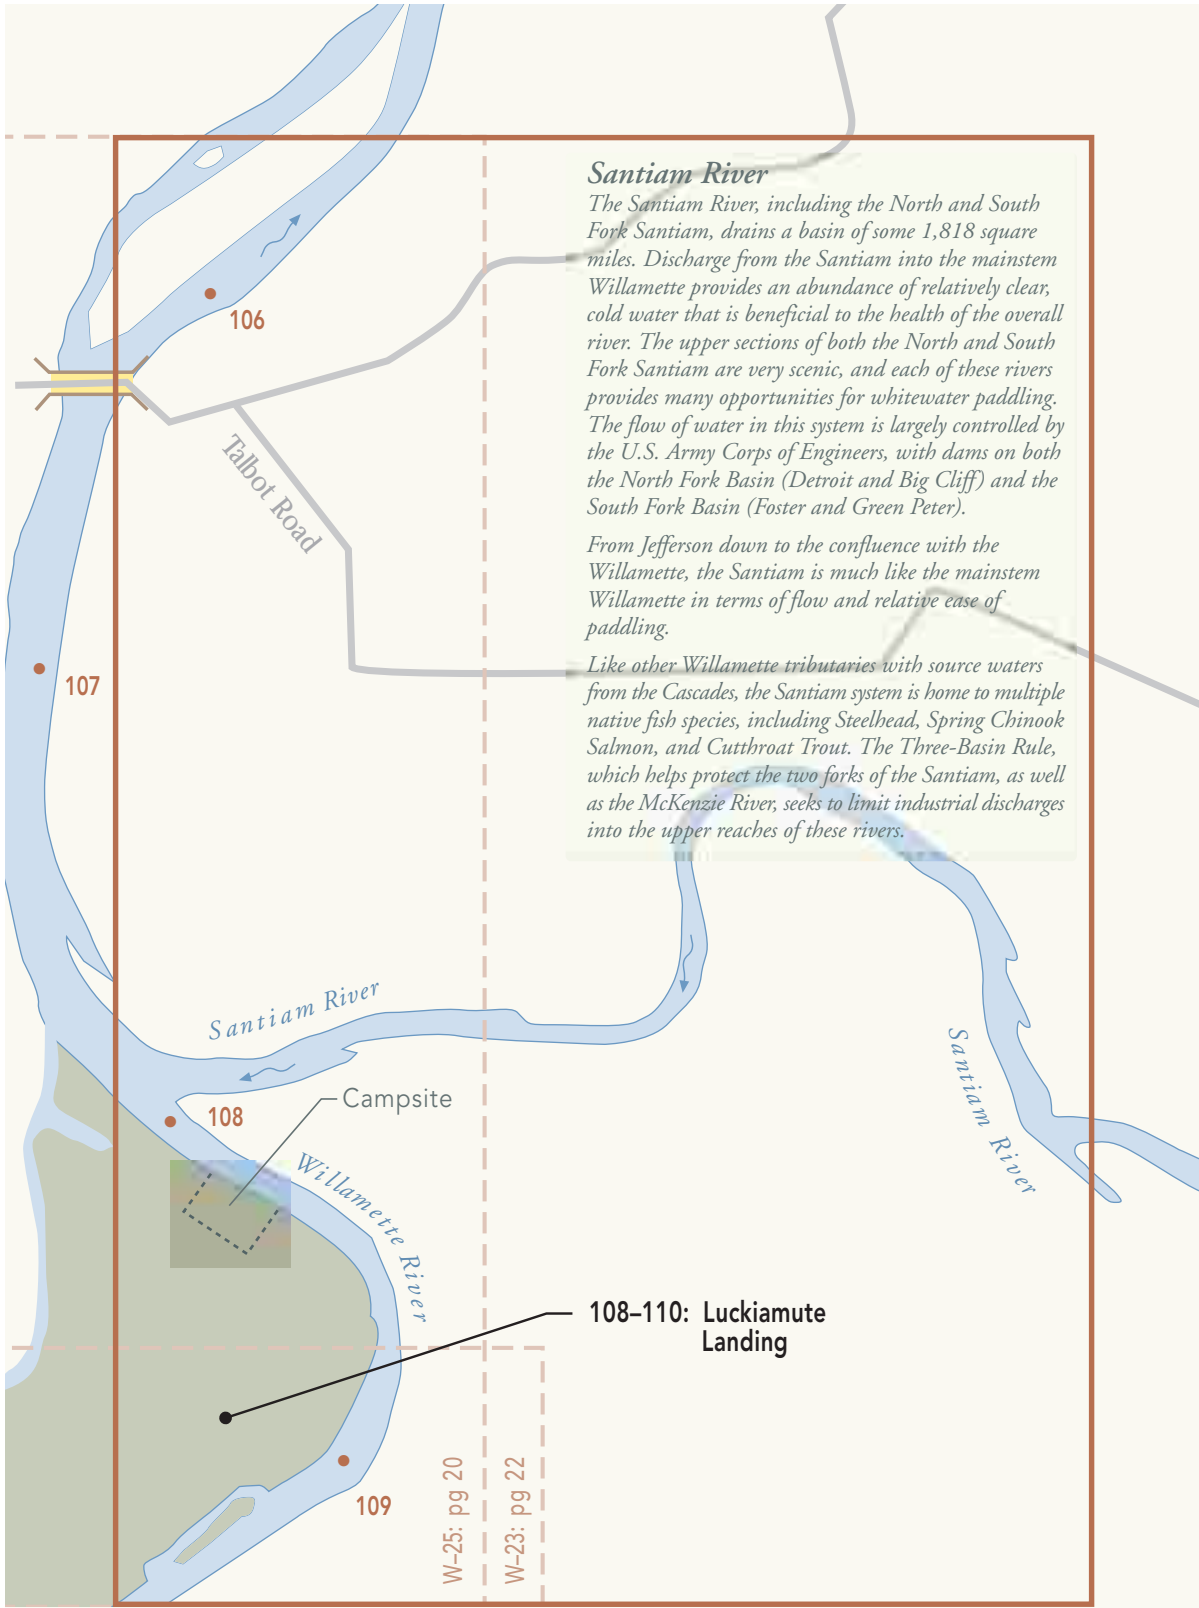 Santiam River
The Santiam River, including the North and South
Fork Santiam, drains a basin of some 1,818 square
miles. Discharge from the Santiam into the mainstem
Willamette provides an abundance of relatively clear,
cold water that is beneficial to the health of the overall
river. The upper sections of both the North and South
Fork Santiam are very scenic, and each of these rivers
provides many opportunities for whitewater paddling.
The flow of water in this system is largely controlled by
the U.S. Army Corps of Engineers, with dams on both
the North Fork Basin (Detroit and Big Cliff) and the
South Fork Basin (Foster and Green Peter).
From Jefferson down to the confluence with the
Willamette, the Santiam is much like the mainstem
Willamette in terms of flow and relative ease of
paddling.
Like other Willamette tributaries with source waters
from the Cascades, the Santiam system is home to multiple
native fish species, including Steelhead, Spring Chinook
Salmon, and Cutthroat Trout. The Three-Basin Rule,
which helps protect the two forks of the Santiam, as well
as the McKenzie River, seeks to limit industrial discharges
into the upper reaches of these rivers.
106
Talbot Road
107
Santiam River
Santiam River
Campsite
108
Willamette River
108–110: Luckiamute
Landing
109
W–25: pg 20
W–23: pg 22